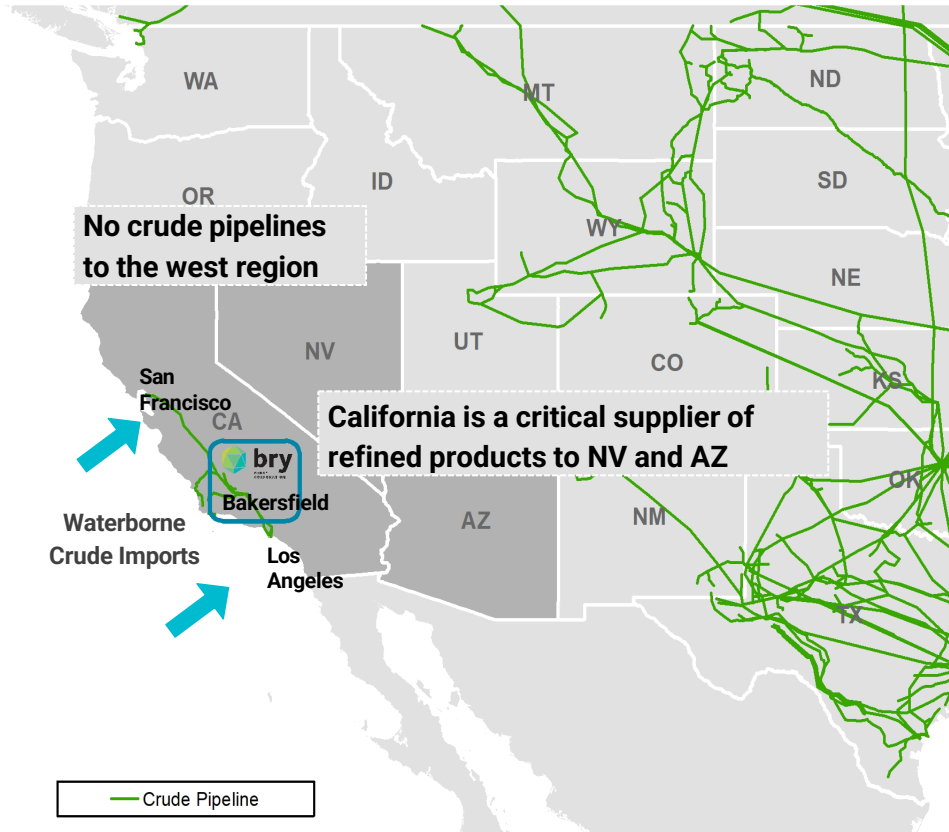 WA
MT
ND
OR
ID
SD
No crude pipelines
to the west region
WY
NE
NV
UT
CO
KS
San
Francisco
CA
California is a critical supplier of
refined products to NV and AZ
bry
Bakersfield
OK
AZ
NM
Waterborne
Crude Imports
Los
Angeles
TX
Crude Pipeline